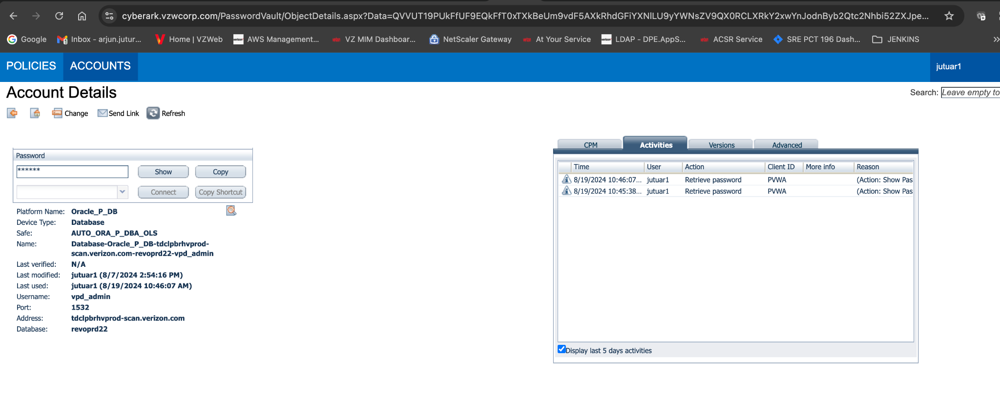 cyberark.vzwcorp.com/PasswordVault/ObjectDetails.aspx?Data=QVVUT19PUkFfUF9EQkFfT0xTXkBeUm9vdF5AXkRhdGFiYXNlLU9yYWNsZV9QX0RCLXRkY2xwYnJodnByb2Qtc2Nhbi52ZXJpe...
Google
Inbox - arjun.jutur...
Home | VZWeb
AWS Management...
VZ MIM Dashboar...
NetScaler Gateway
At Your Service
LDAP - DPE.AppS...
ACSR Service
SRE PCT 196 Dash...
JENKINS
POLICIES ACCOUNTS jutuar1
Account Details
Search: Leave empty to
Change Send Link Refresh
Password
****** Show Copy
Connect Copy Shortcut
Platform Name: Oracle_P_DB
Device Type: Database
Safe: AUTO_ORA_P_DBA_OLS
Name: Database-Oracle_P_DB-tdclpbrhvprod-
scan.verizon.com-revoprd22-vpd_admin
Last verified: N/A
Last modified: jutuar1 (8/7/2024 2:54:16 PM)
Last used: jutuar1 (8/19/2024 10:46:07 AM)
Username: vpd_admin
Port: 1532
Address: tdclpbrhvprod-scan.verizon.com
Database: revoprd22
CPM Activities Versions Advanced
Time User Action Client ID More info Reason
8/19/2024 10:46:07... jutuar1 Retrieve password PVWA (Action: Show Pas
8/19/2024 10:45:38... jutuar1 Retrieve password PVWA (Action: Show Pas
Display last 5 days activities